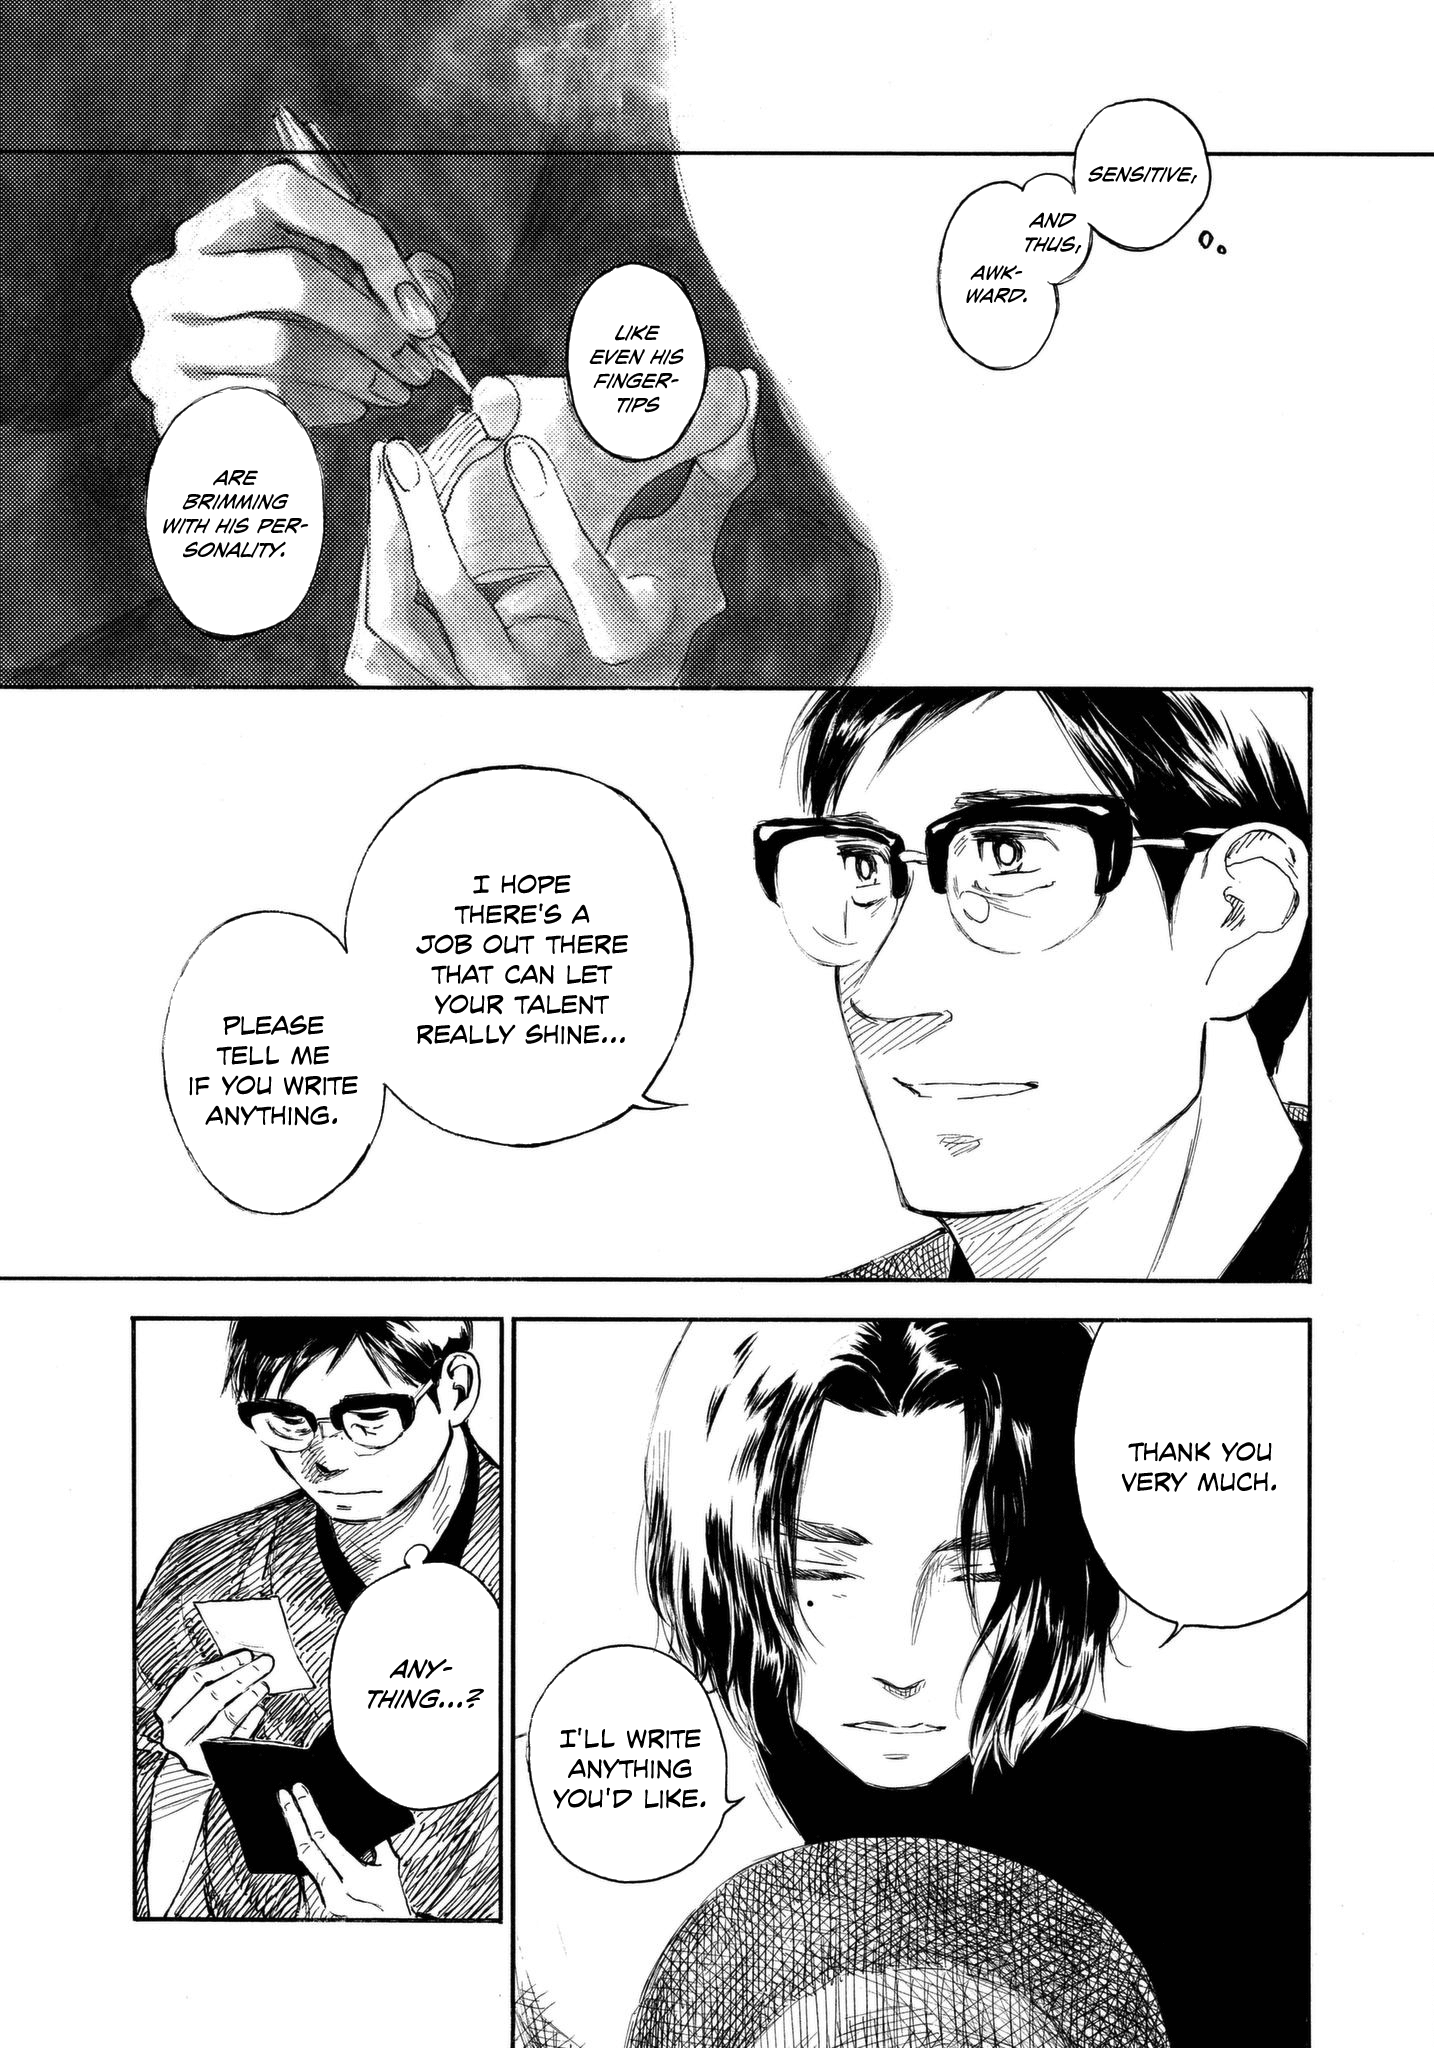 SENSITIVE,
AND
THUS,
AWK-
WARD.
LIKE
EVEN HIS
FINGER-
TIPS
ARE
BRIMMING
WITH HIS PER-
SONALITY.
I HOPE
THERE'S A
JOB OUT THERE
THAT CAN LET
YOUR TALENT
REALLY SHINE...
PLEASE
TELL ME
IF YOU WRITE
ANYTHING.
THANK YOU
VERY MUCH.
I'LL WRITE
ANYTHING
YOU'D LIKE.
ANY-
THING...?